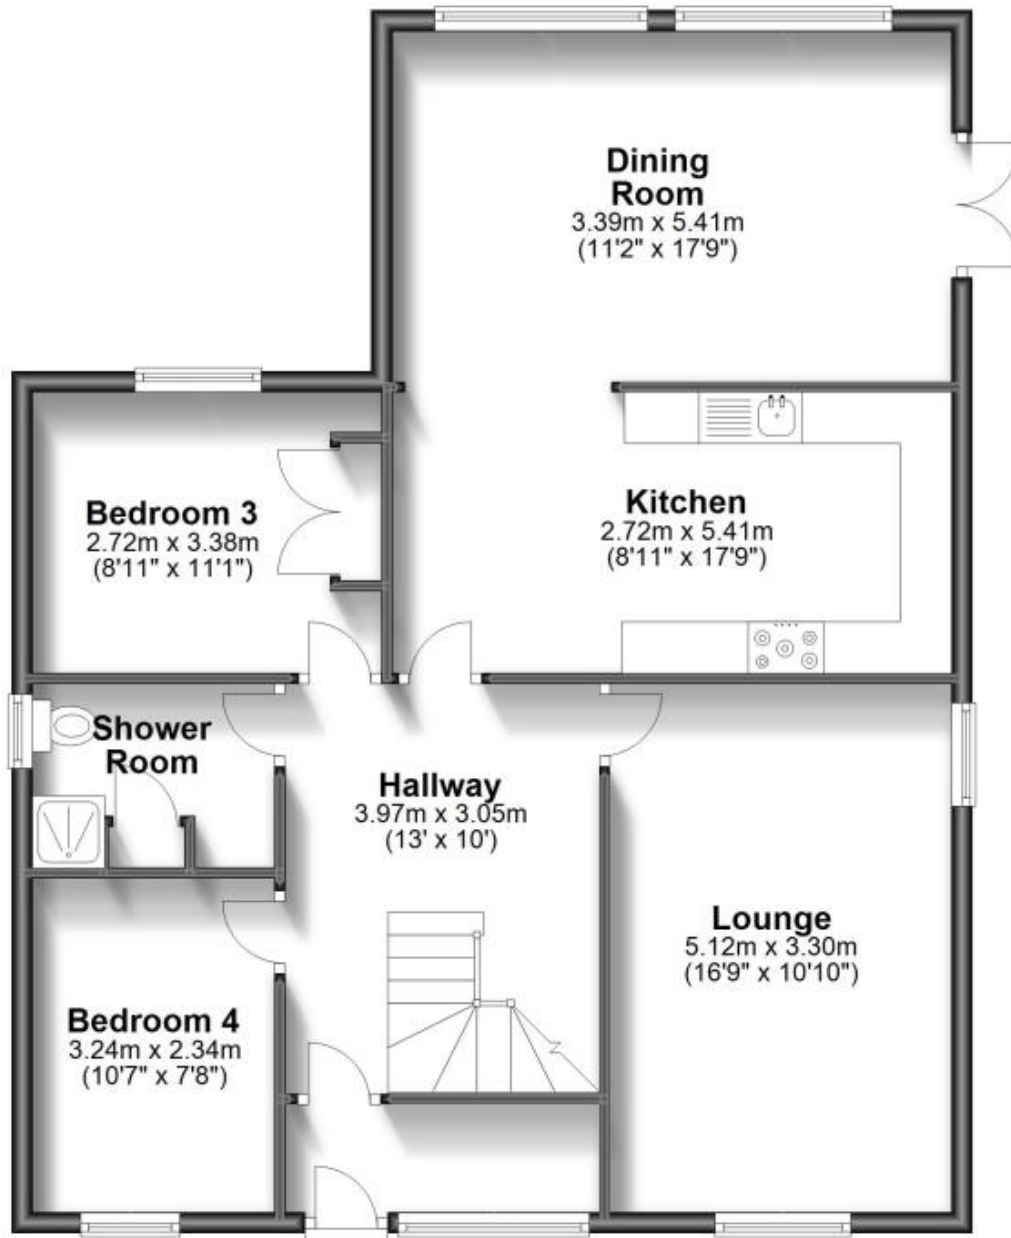 Dining
Room
3.39m x 5.41m
(11'2" x 17'9")
Kitchen
2.72m x 5.41m
(8'11" x 17'9")
Bedroom 3
2.72m x 3.38m
(8'11" x 11'1")
Shower
Room
Hallway
3.97m x 3.05m
(13' x 10')
Lounge
5.12m x 3.30m
(16'9" x 10'10")
Bedroom 4
3.24m x 2.34m
(10'7" x 7'8")